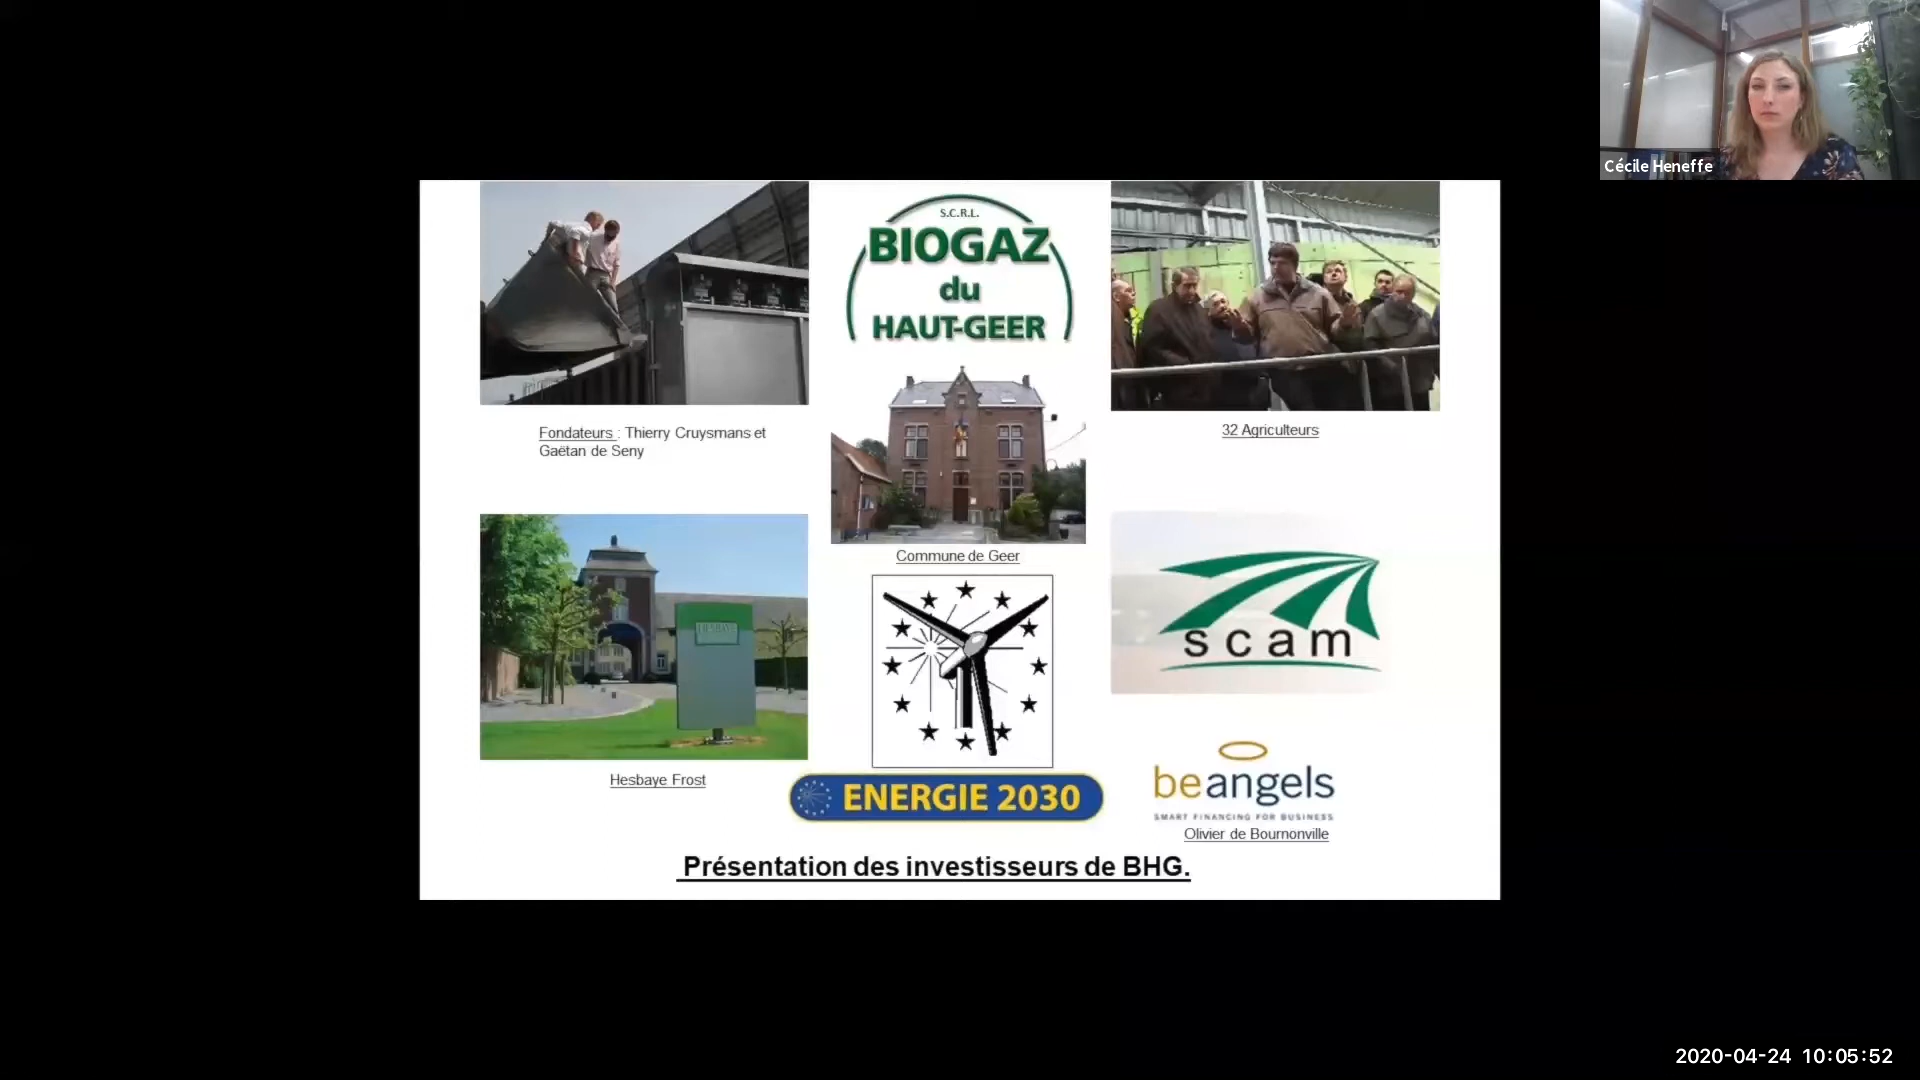 Cécile Heneffe
S.C.R.L.
BIOGAZ
du
HAUT-GEER
Fondateurs : Thierry Cruysmans et
Gaëtan de Seny
32 Agriculteurs
Commune de Geer
scam
Hesbaye Frost
ENERGIE 2030
beangels
SMART FINANCING FOR BUSINESS
Olivier de Bournonville
Présentation des investisseurs de BHG.
2020-04-24 10:05:52